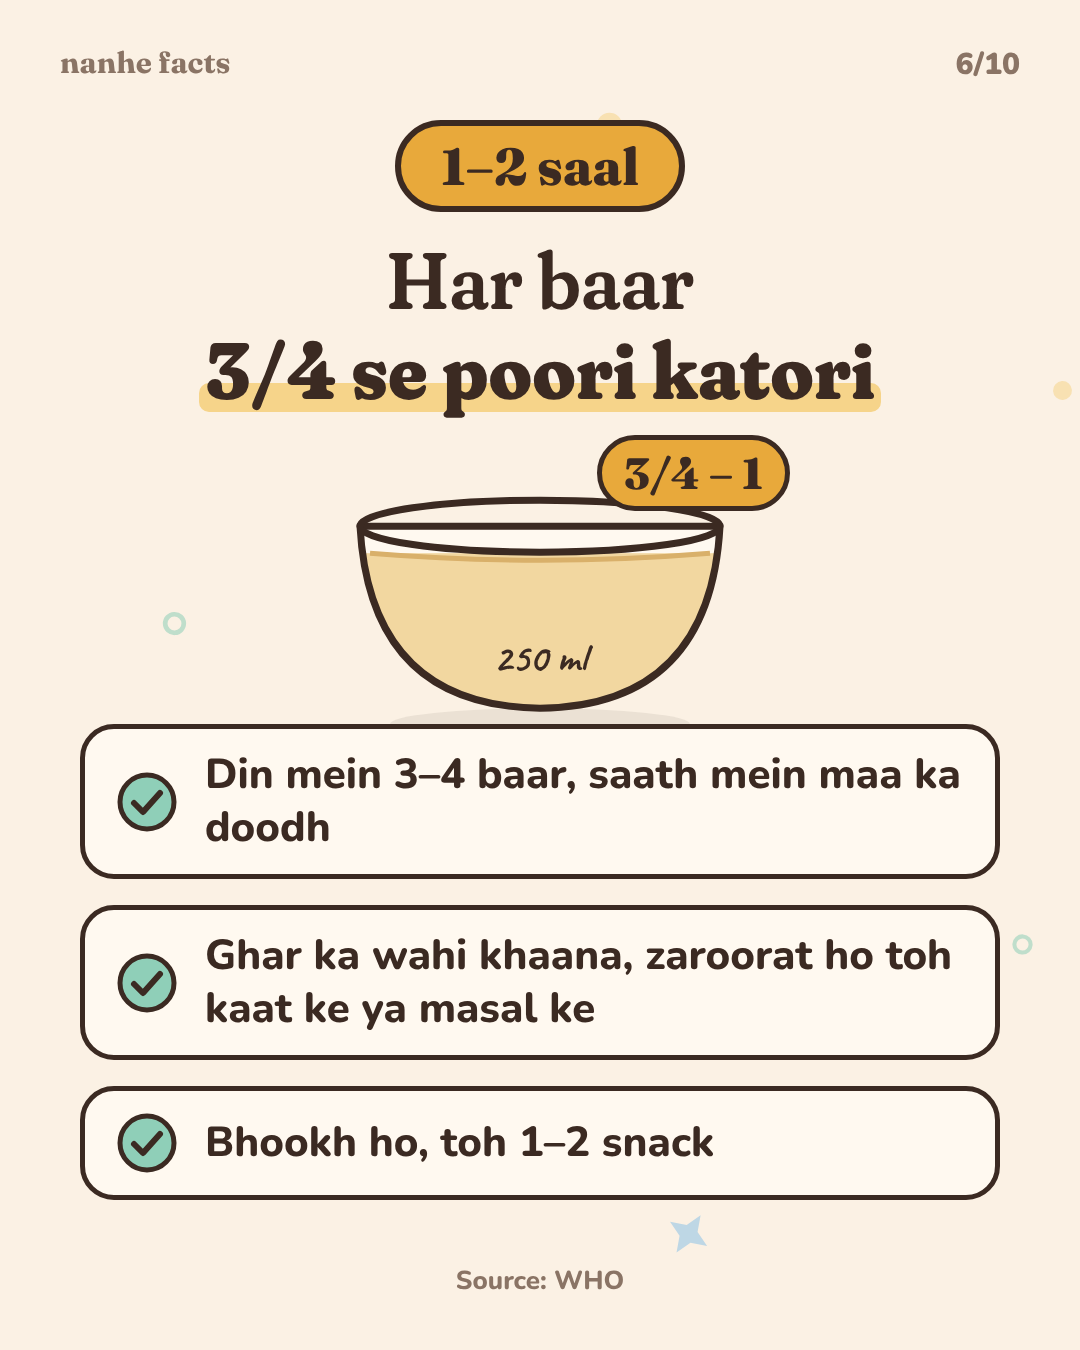 nanhe facts
6/10
1–2 saal
Har baar
3/4 se poori katori
3/4 – 1
250 ml
Din mein 3–4 baar, saath mein maa ka
doodh
Ghar ka wahi khaana, zaroorat ho toh
kaat ke ya masal ke
Bhookh ho, toh 1–2 snack
Source: WHO